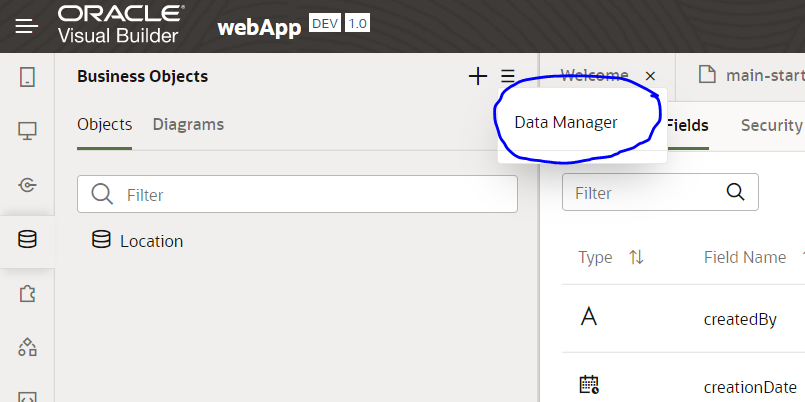 ORACLE
Visual Builder
webApp DEV 1.0
Business Objects
Welcome
main-start
Data Manager
Objects Diagrams
Fields Security
Filter
Filter
Location
Type Field Name
createdBy
creationDate